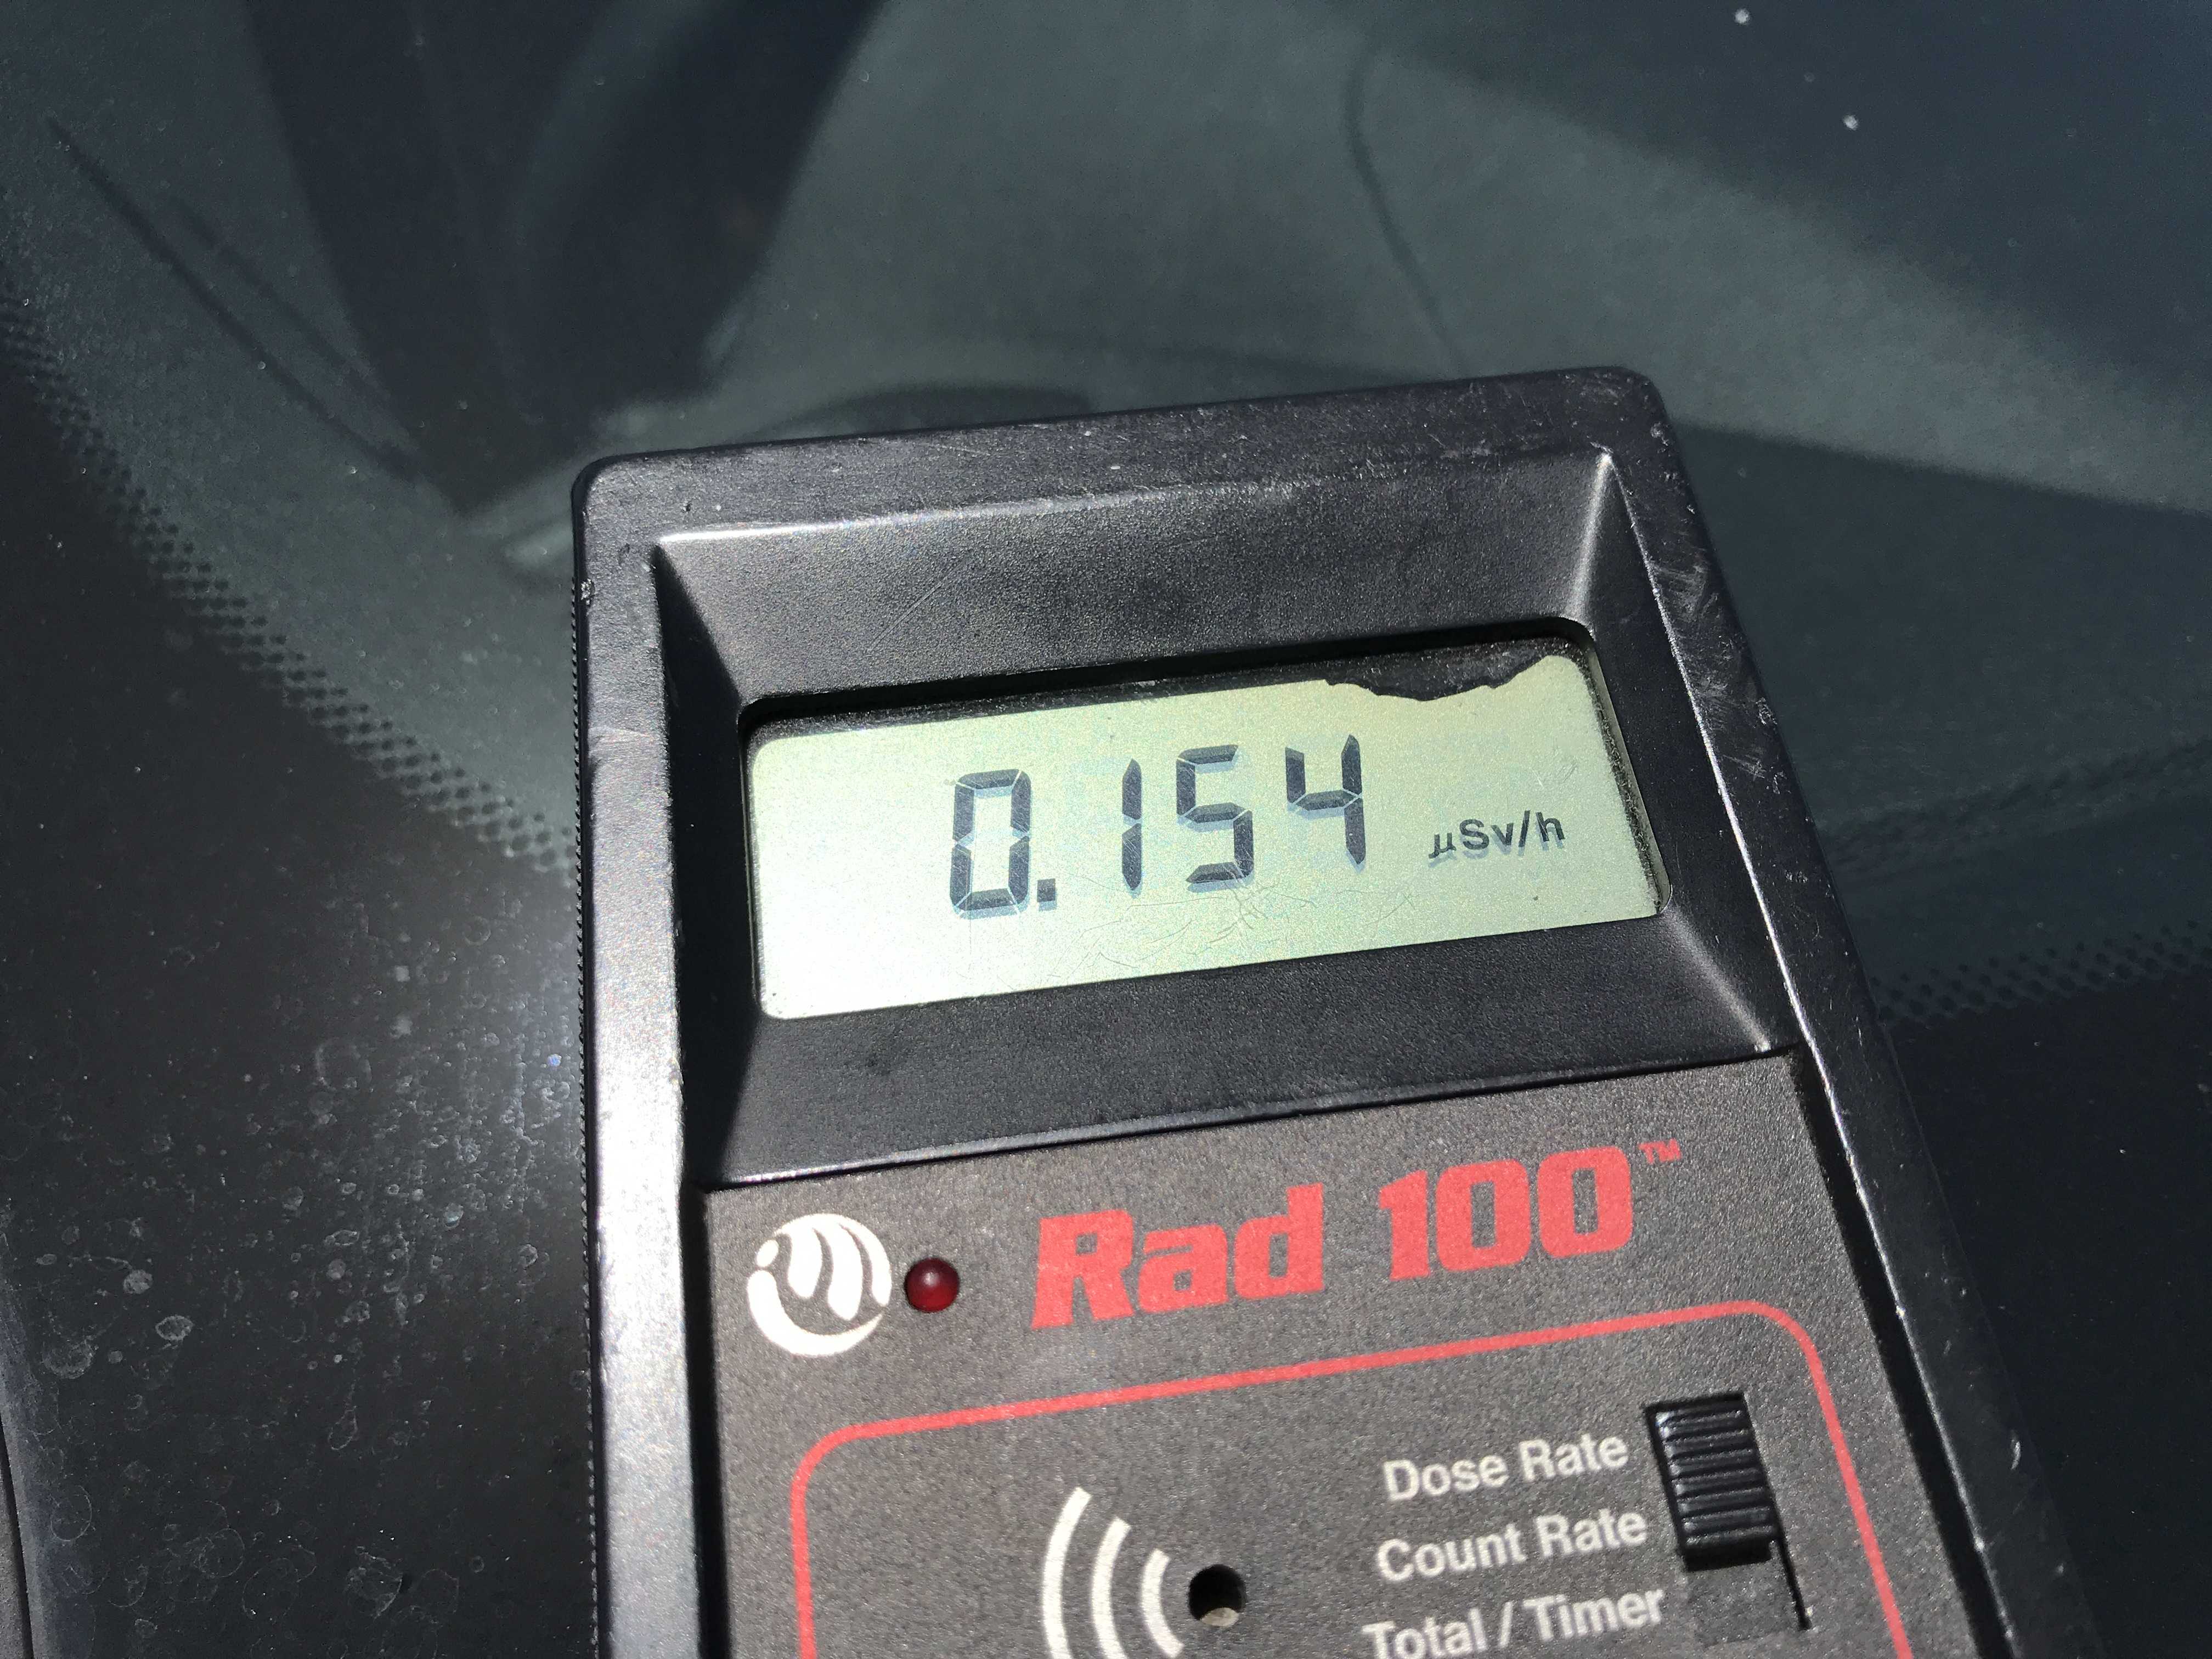 0.154 μSv/h
Rad 100™
Dose Rate
Count Rate
Total / Timer